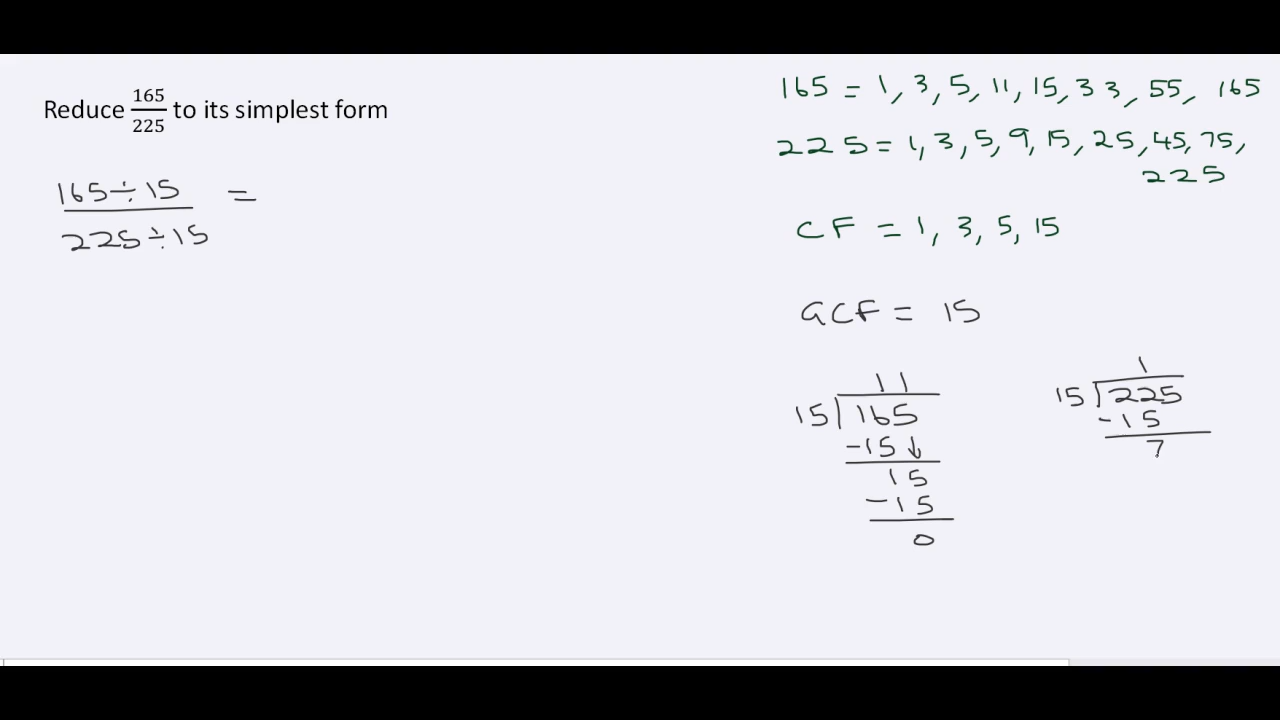 Reduce 165/225 to its simplest form
165÷15 =
225÷15
165 = 1, 3, 5, 11, 15, 33, 55, 165
225 = 1, 3, 5, 9, 15, 25, 45, 75,
225
CF = 1, 3, 5, 15
GCF = 15
11
15 165
-15↓
15
-15
0
1
15 225
-15
7